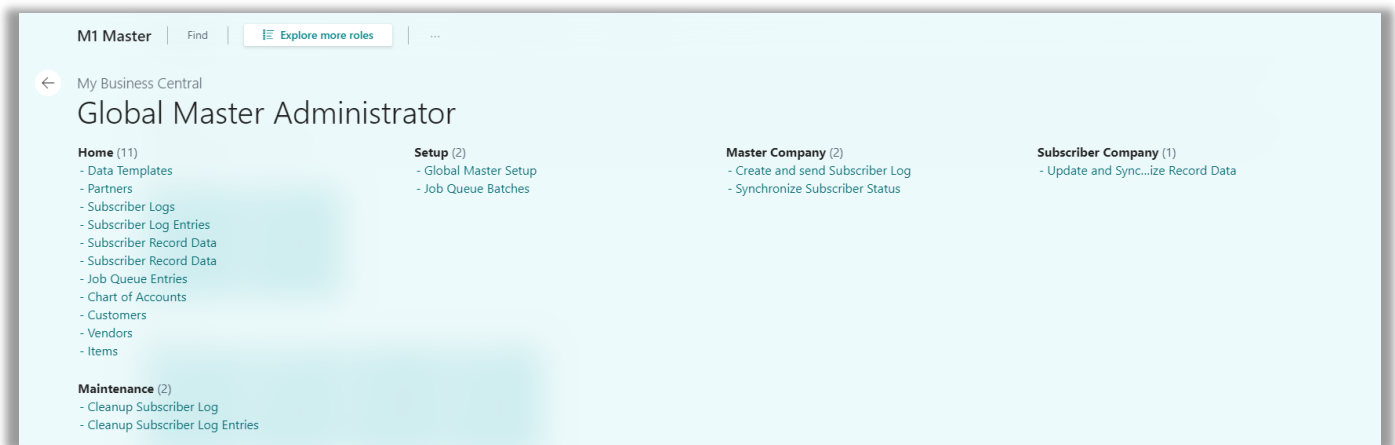 M1 Master Find Explore more roles ...
My Business Central
Global Master Administrator
Home (11)
- Data Templates
- Partners
- Subscriber Logs
- Subscriber Log Entries
- Subscriber Record Data
- Subscriber Record Data
- Job Queue Entries
- Chart of Accounts
- Customers
- Vendors
- Items
Setup (2)
- Global Master Setup
- Job Queue Batches
Master Company (2)
- Create and send Subscriber Log
- Synchronize Subscriber Status
Subscriber Company (1)
- Update and Sync...ize Record Data
Maintenance (2)
- Cleanup Subscriber Log
- Cleanup Subscriber Log Entries